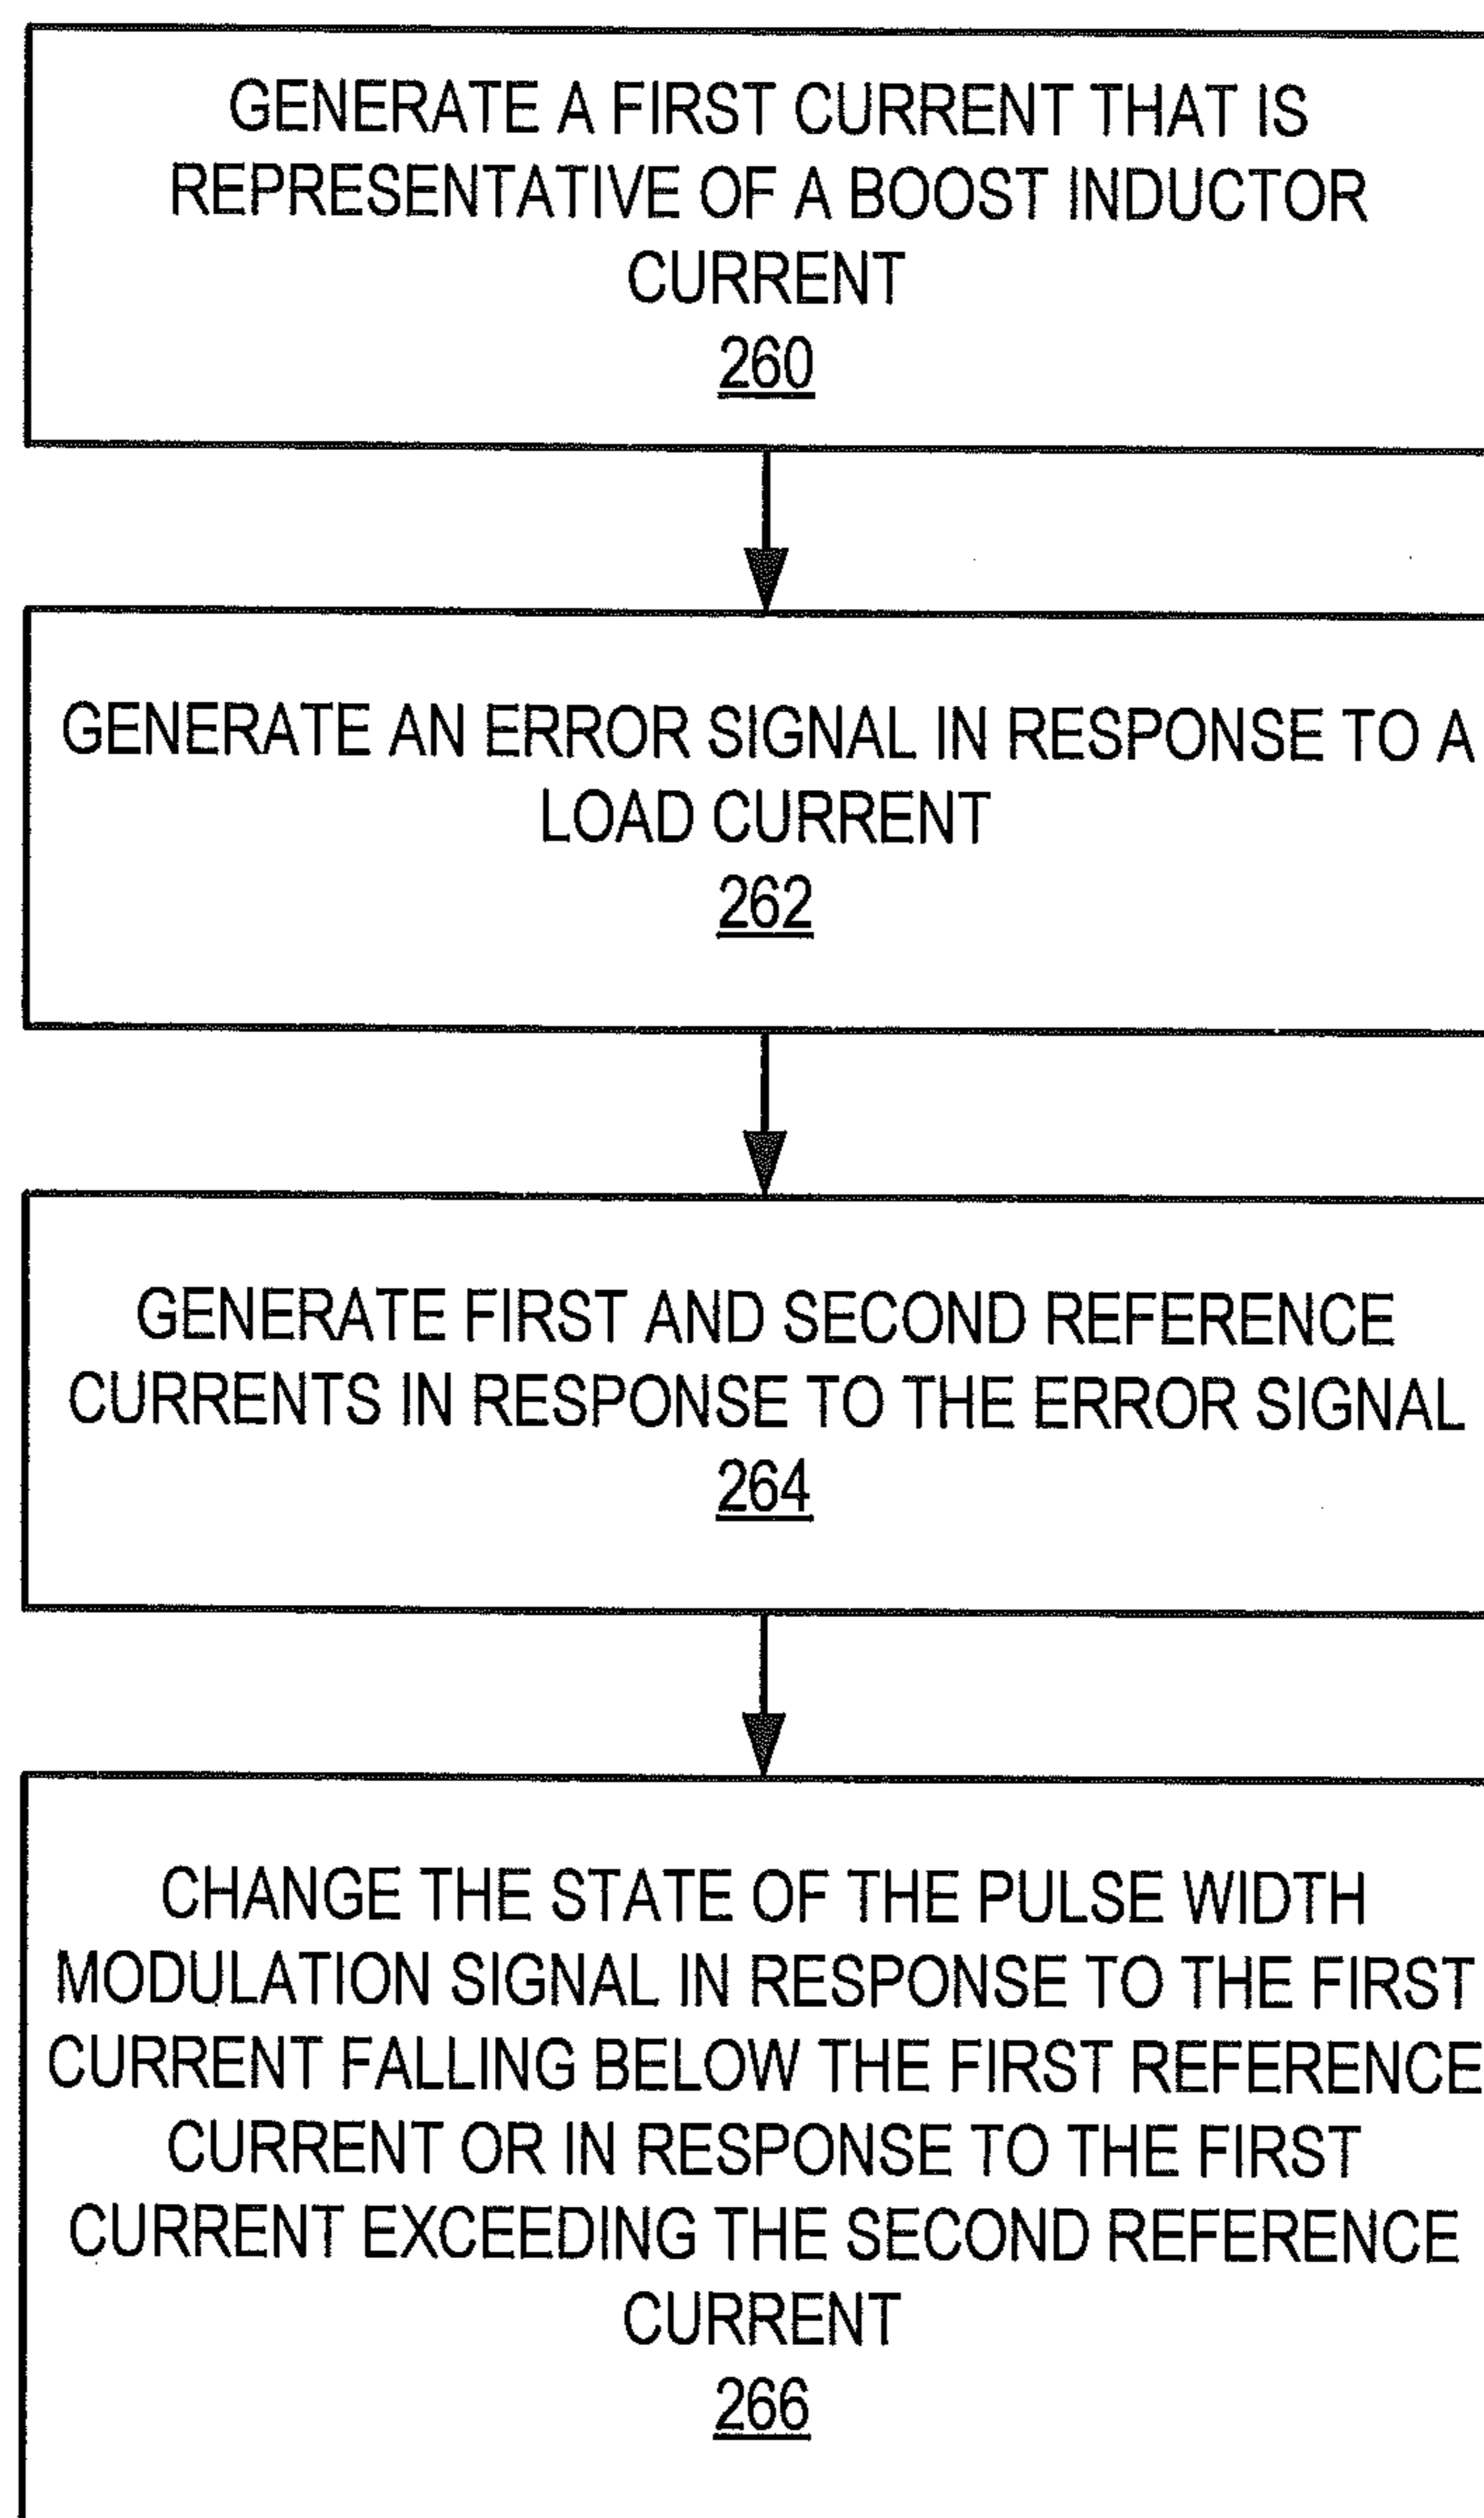 GENERATE A FIRST CURRENT THAT IS
REPRESENTATIVE OF A BOOST INDUCTOR
CURRENT
260
GENERATE AN ERROR SIGNAL IN RESPONSE TO A
LOAD CURRENT
262
GENERATE FIRST AND SECOND REFERENCE
CURRENTS IN RESPONSE TO THE ERROR SIGNAL
264
CHANGE THE STATE OF THE PULSE WIDTH
MODULATION SIGNAL IN RESPONSE TO THE FIRST
CURRENT FALLING BELOW THE FIRST REFERENCE
CURRENT OR IN RESPONSE TO THE FIRST
CURRENT EXCEEDING THE SECOND REFERENCE
CURRENT
266